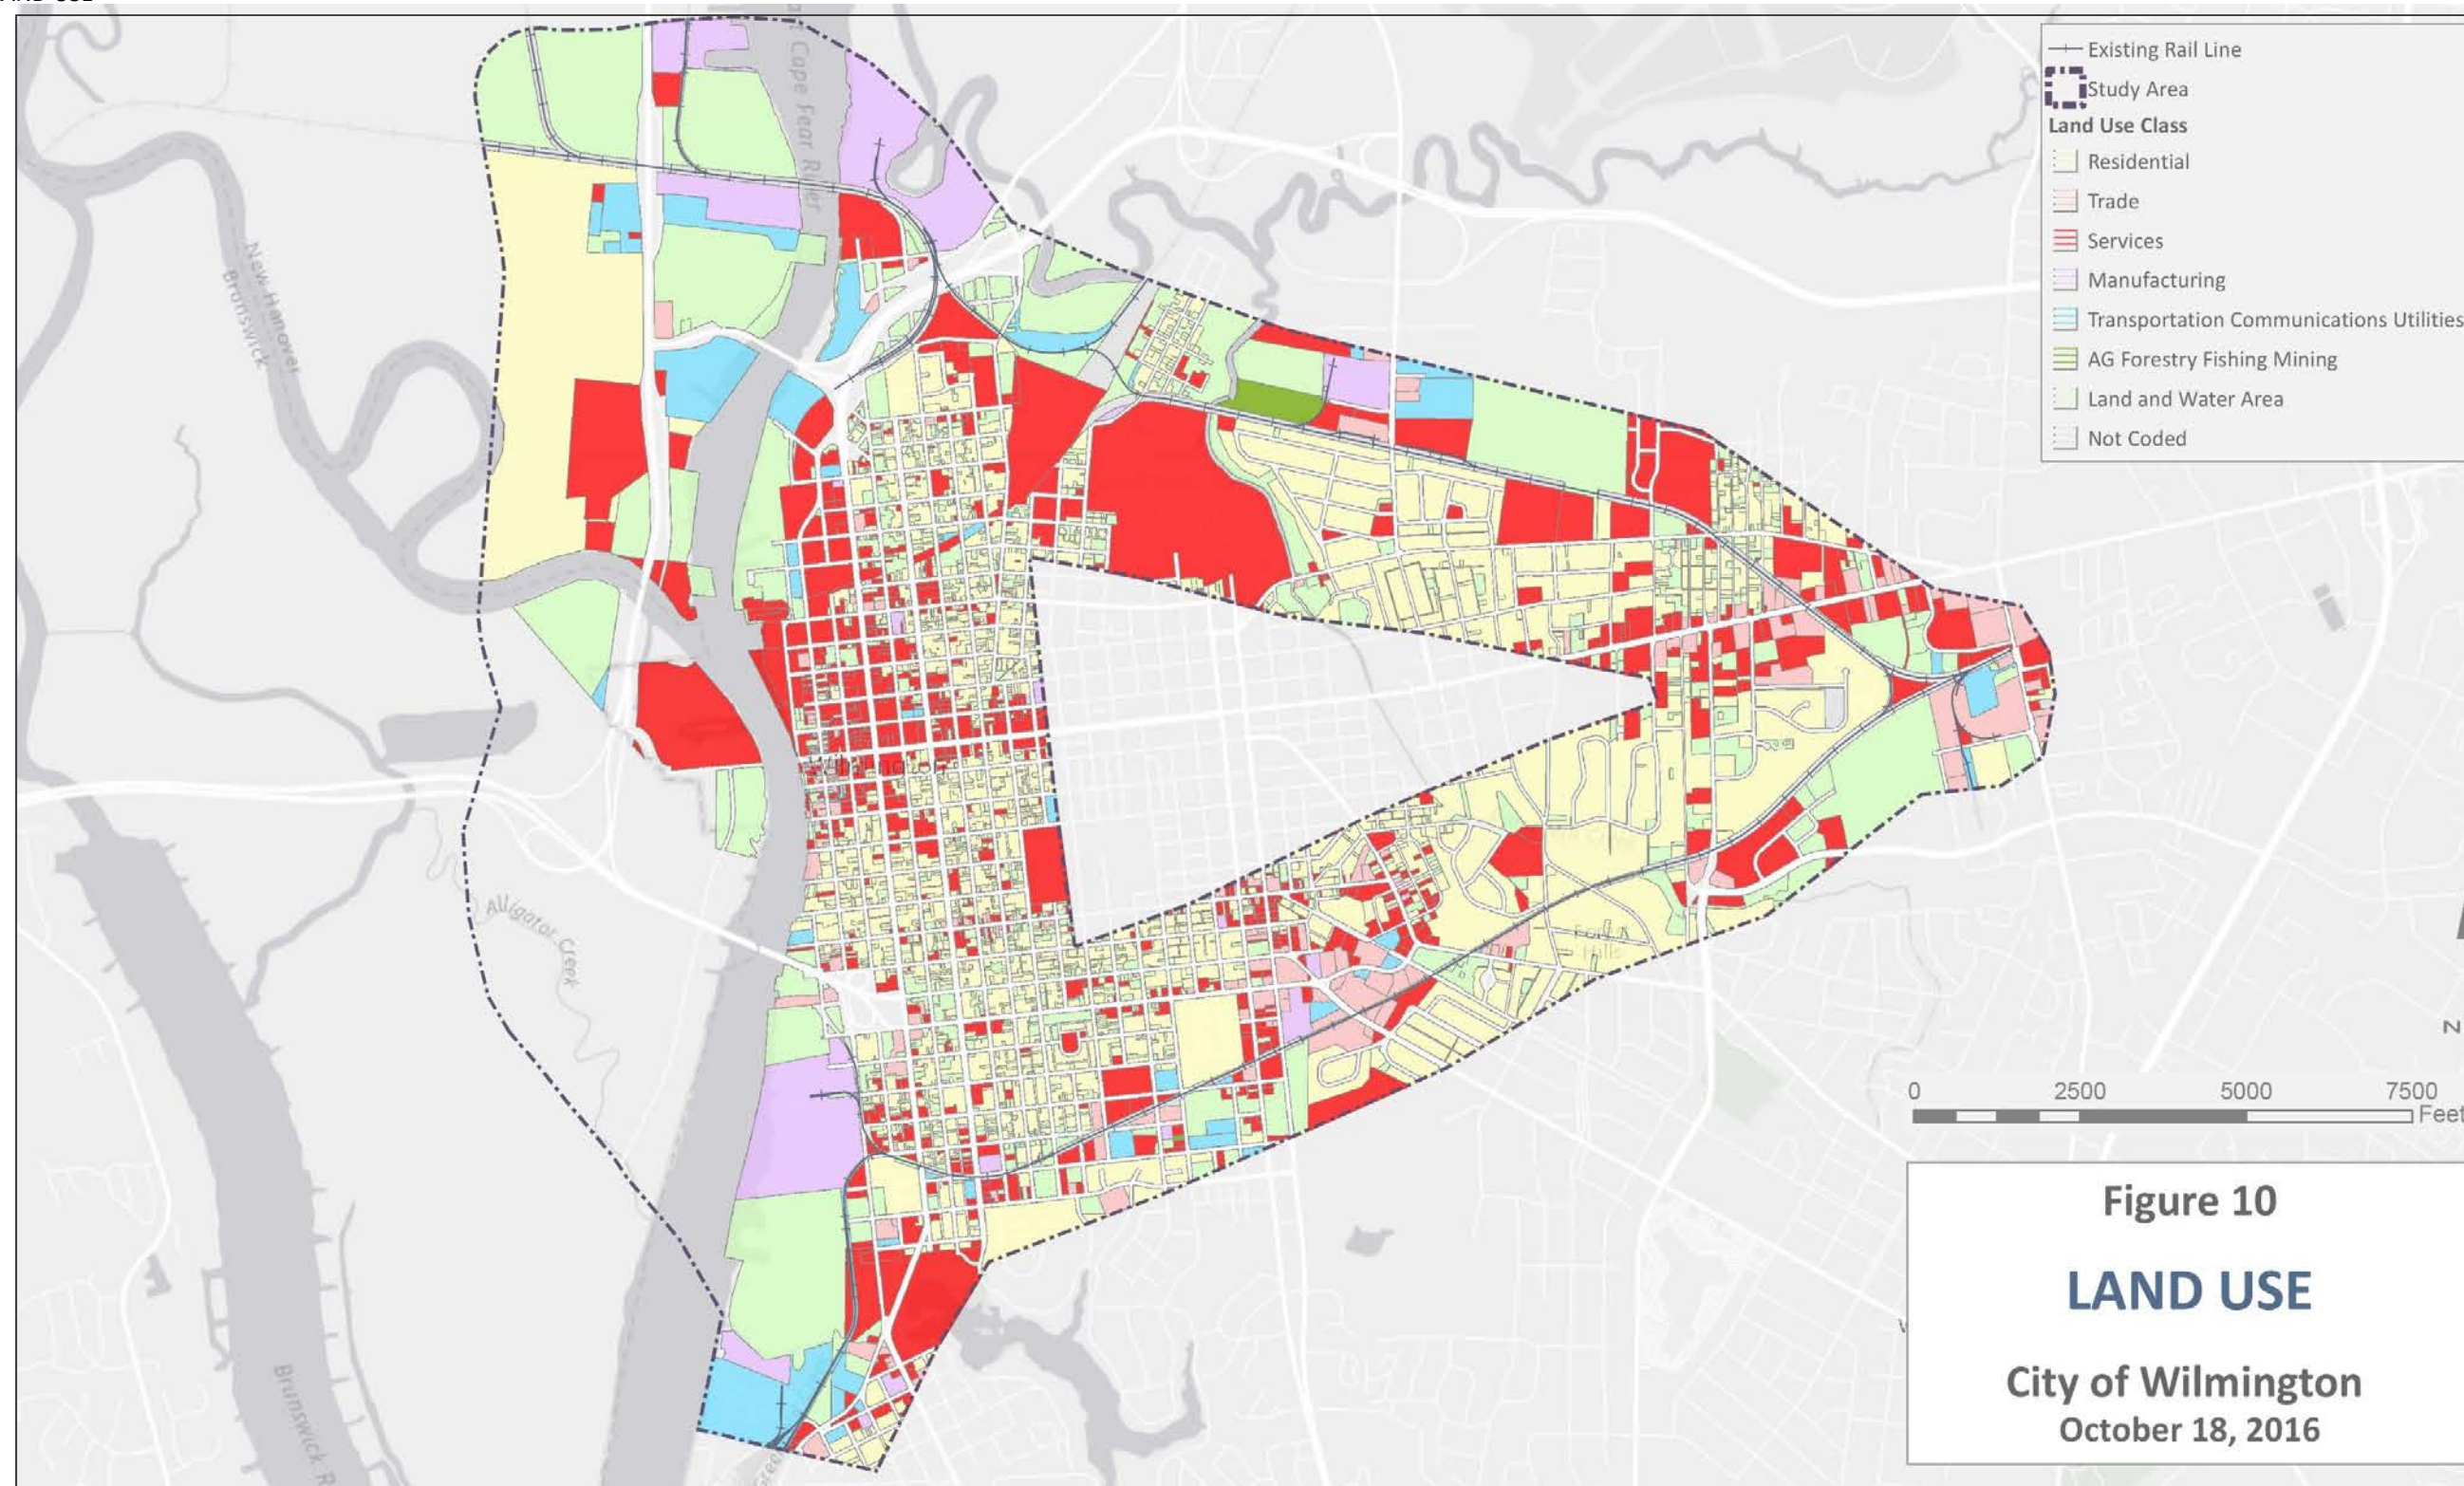 Existing Rail Line
Study Area
Land Use Class
Residential
Trade
Services
Manufacturing
Transportation Communications Utilities
AG Forestry Fishing Mining
Land and Water Area
Not Coded
Cape Fear River
New Hanover
Brunswick
Alligator Creek
Hills
Brunswick R
N
0 2500 5000 7500
Feet
Figure 10
LAND USE
City of Wilmington
October 18, 2016